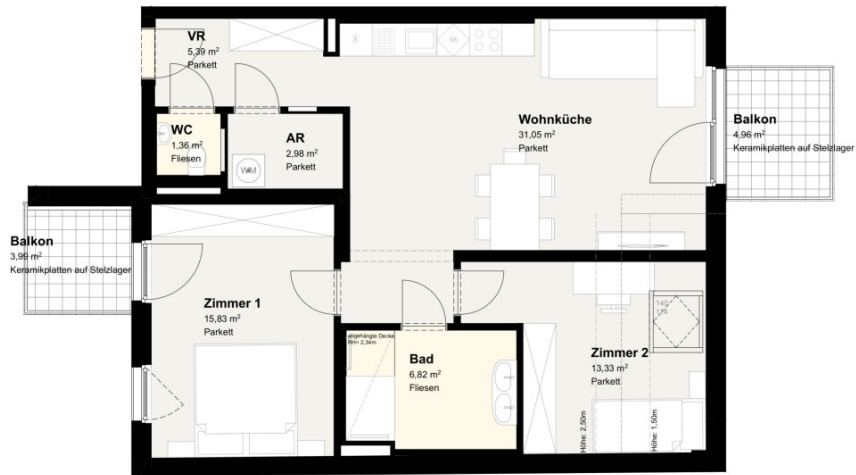 VR
5,39 m²
Parkett
WC
1,36 m²
Fliesen
AR
2,98 m²
Parkett
WM
GS
Wohnküche
31,05 m²
Parkett
Balkon
4,96 m²
Keramikplatten auf Stelzlager
Balkon
3,99 m²
Keramikplatten auf Stelzlager
Zimmer 1
15,83 m²
Parkett
abgehängte Decke
RH= 2,34m
Bad
6,82 m²
Fliesen
140
Zimmer 2
13,33 m²
Parkett
Höhe: 2,50m
Höhe: 1,50m